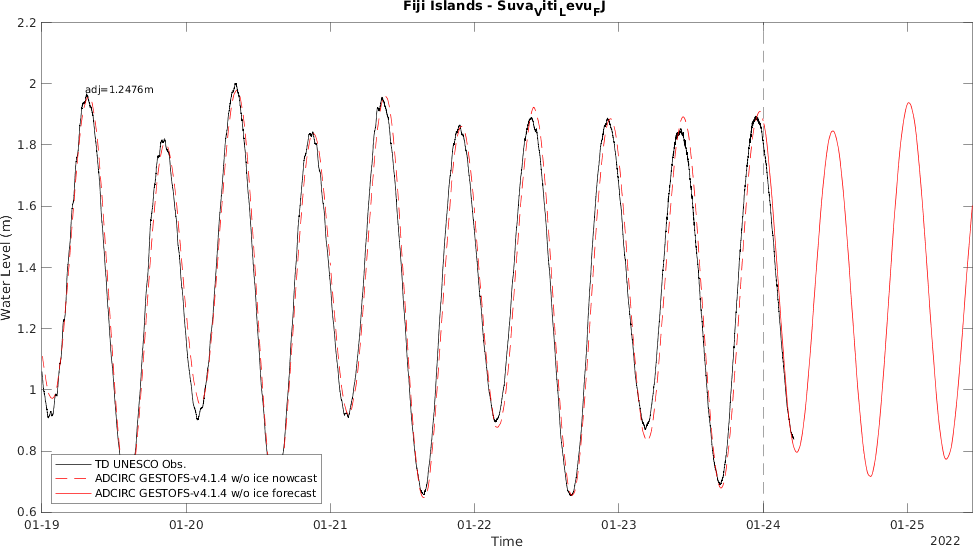 Fiji Islands - SuvaVitiLevuFJ
2.2
2
1.8
1.6
1.4
1.2
1
0.8
0.6
Water Level (m)
adj=1.2476m
TD UNESCO Obs.
ADCIRC GESTOFS-v4.1.4 w/o ice nowcast
ADCIRC GESTOFS-v4.1.4 w/o ice forecast
01-19 01-20 01-21 01-22 01-23 01-24 01-25
Time
2022